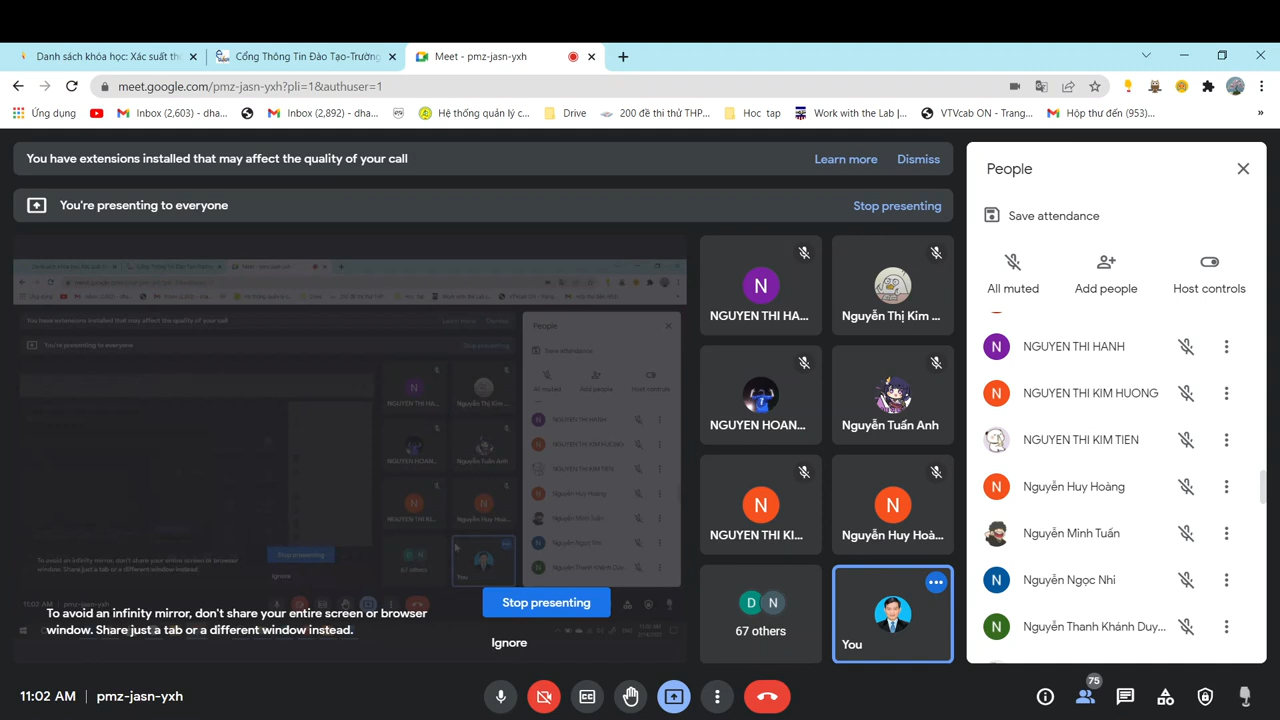 Danh sách khóa học: Xác suất th
Cổng Thông Tin Đào Tạo-Trường
Meet - pmz-jasn-yxh
meet.google.com/pmz-jasn-yxh?pli=1&authuser=1
Ứng dụng
Inbox (2,603) - dha...
Inbox (2,892) - dha...
Hệ thống quản lý c...
Drive
200 đề thi thử THP...
Hoc tap
Work with the Lab |...
VTVcab ON - Trang...
Hộp thư đến (953)...
»
You have extensions installed that may affect the quality of your call
Learn more
Dismiss
You're presenting to everyone
Stop presenting
People
Save attendance
All muted
Add people
Host controls
N
NGUYEN THI HA...
Nguyễn Thị Kim ...
NGUYEN HOAN...
Nguyễn Tuấn Anh
N
NGUYEN THI KI...
N
Nguyễn Huy Hoà...
D N
67 others
You
N NGUYEN THI HANH
N NGUYEN THI KIM HUONG
NGUYEN THI KIM TIEN
N Nguyễn Huy Hoàng
Nguyễn Minh Tuấn
N Nguyễn Ngọc Nhi
N Nguyễn Thanh Khánh Duy...
To avoid an infinity mirror, don't share your entire screen or browser
window. Share just a tab or a different window instead.
Stop presenting
Ignore
11:02 AM | pmz-jasn-yxh
75